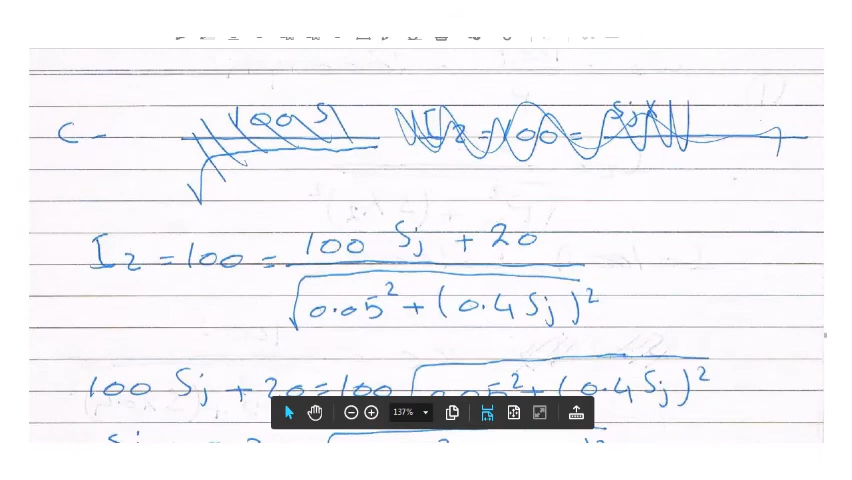 C -
I2 = 100 = 100 Sj + 20 / √(0.05² + (0.4 Sj)²)
100 Sj + 20 = 100 √(0.05² + (0.4 Sj)²)
137%